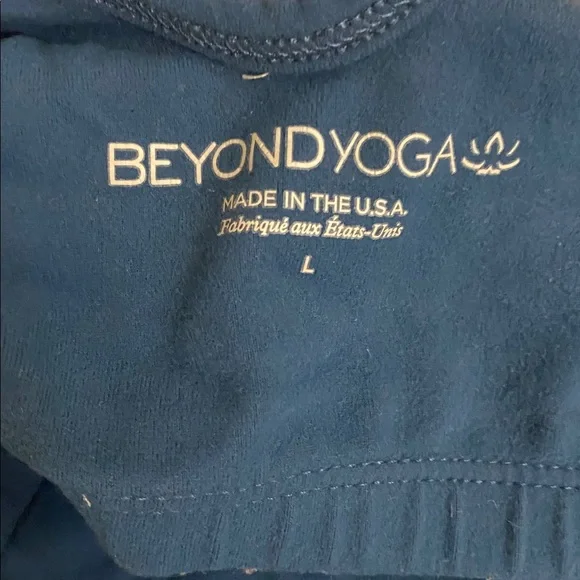 BEYOND YOGA
MADE IN THE U.S.A.
Fabriqué aux États-Unis
L